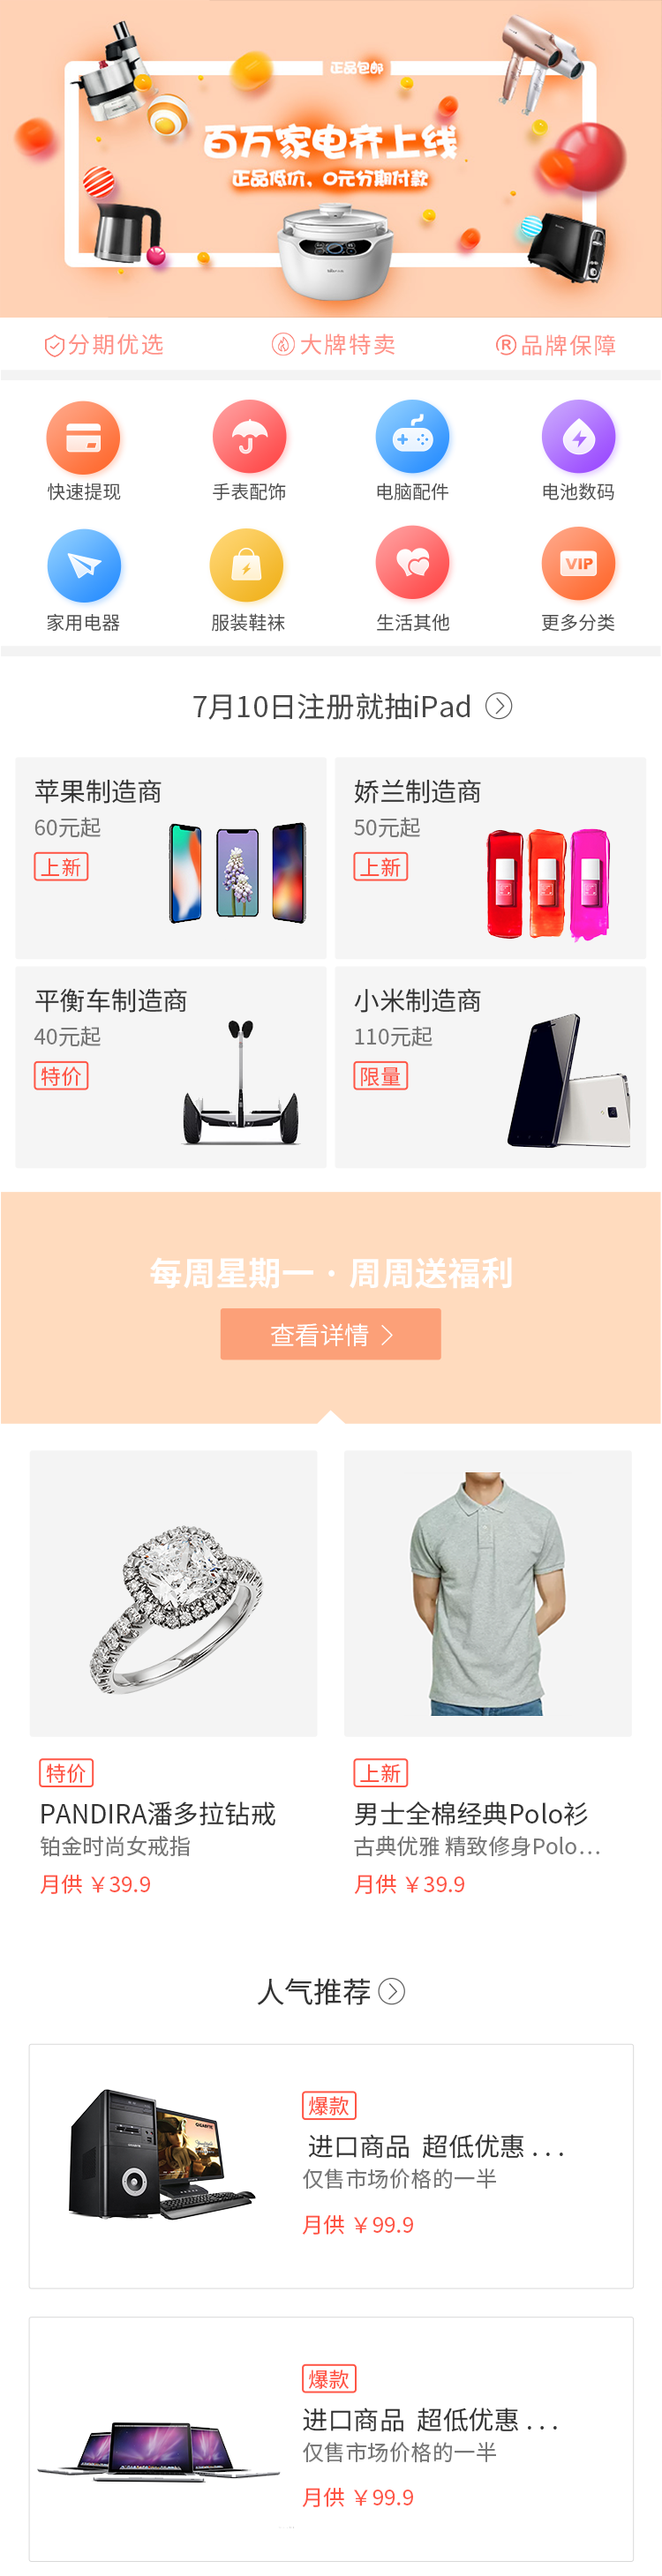 正品包邮
百万家电齐上线
正品低价，0元分期付款
分期优选
大牌特卖
R品牌保障
快速提现
手表配饰
电脑配件
电池数码
VIP
家用电器
服装鞋袜
生活其他
更多分类
7月10日注册就抽iPad
苹果制造商
60元起
上新
娇兰制造商
50元起
上新
平衡车制造商
40元起
特价
小米制造商
110元起
限量
每周星期一 · 周周送福利
查看详情
特价
PANDIRA潘多拉钻戒
铂金时尚女戒指
月供 ￥39.9
上新
男士全棉经典Polo衫
古典优雅 精致修身Polo...
月供 ￥39.9
人气推荐
爆款
进口商品 超低优惠 . . .
仅售市场价格的一半
月供 ￥99.9
爆款
进口商品 超低优惠 . . .
仅售市场价格的一半
月供 ￥99.9